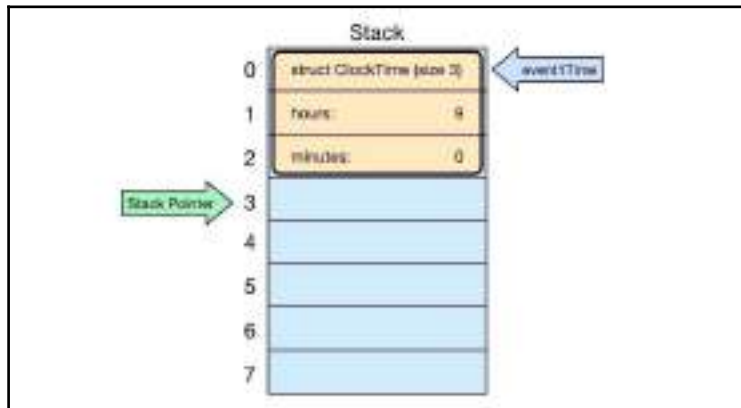 Stack
0 struct ClockTime (size 3) event1Time
1 hours: 9
2 minutes: 0
Stack Pointer 3
4
5
6
7